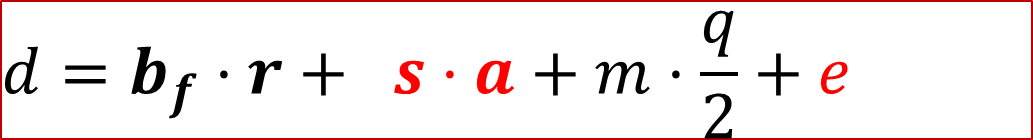 d = b_f · r + s · a + m · q/2 + e